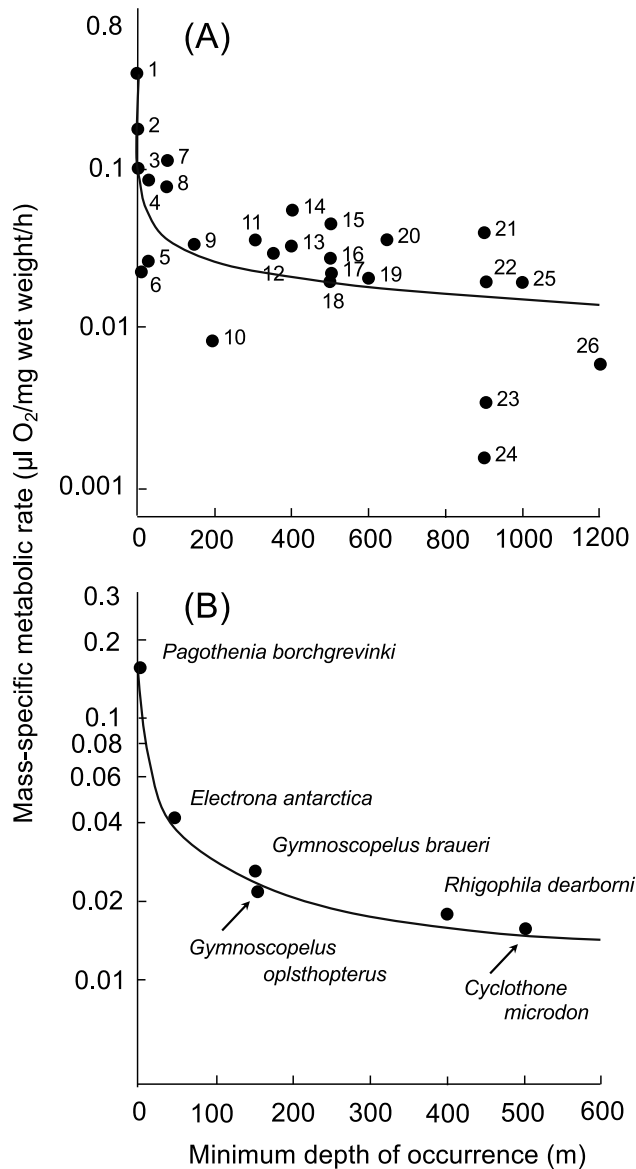 Mass-specific metabolic rate (µl O₂/mg wet weight/h)
(A)
0.8
0.1
0.01
0.001
1
2
3
4
5
6
7
8
9
10
11
12
13
14
15
16
17
18
19
20
21
22
23
24
25
26
0 200 400 600 800 1000 1200
(B)
0.3
0.2
0.1
0.08
0.06
0.04
0.02
0.01
Pagothenia borchgrevinki
Electrona antarctica
Gymnoscopelus braueri
Rhigophila dearborni
Gymnoscopelus
oplsthopterus
Cyclothone
microdon
0 100 200 300 400 500 600
Minimum depth of occurrence (m)